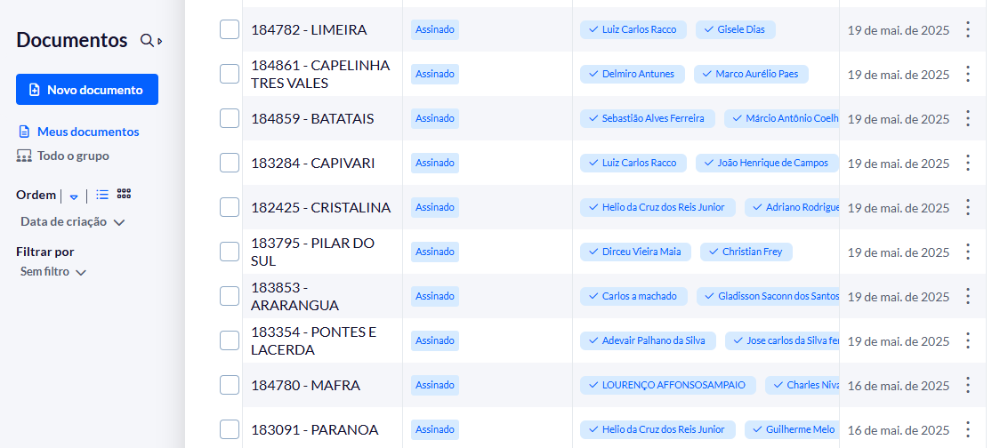 Documentos
Novo documento
Meus documentos
Todo o grupo
Ordem
Data de criação
Filtrar por
Sem filtro
184782 - LIMEIRA Assinado Luiz Carlos Racco Gisele Dias 19 de mai. de 2025
184861 - CAPELINHA
TRES VALES Assinado Delmiro Antunes Marco Aurélio Paes 19 de mai. de 2025
184859 - BATATAIS Assinado Sebastião Alves Ferreira Márcio Antônio Coelh 19 de mai. de 2025
183284 - CAPIVARI Assinado Luiz Carlos Racco João Henrique de Campos 19 de mai. de 2025
182425 - CRISTALINA Assinado Helio da Cruz dos Reis Junior Adriano Rodrigue 19 de mai. de 2025
183795 - PILAR DO
SUL Assinado Dirceu Vieira Maia Christian Frey 19 de mai. de 2025
183853 -
ARARANGUA Assinado Carlos a machado Gladisson Saconn dos Santos 19 de mai. de 2025
183354 - PONTES E
LACERDA Assinado Adevair Palhano da Silva Jose carlos da Silva fer 19 de mai. de 2025
184780 - MAFRA Assinado LOURENÇO AFFONSOSAMPAIO Charles Niva 16 de mai. de 2025
183091 - PARANOA Assinado Helio da Cruz dos Reis Junior Guilherme Melo 16 de mai. de 2025